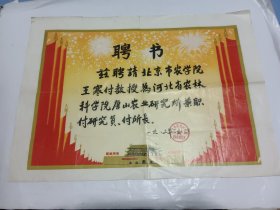 聘书
兹聘请北京市农学院
王寒付教授为河北省农林
科学院唐山农业研究所兼职
付研究员、付所长。